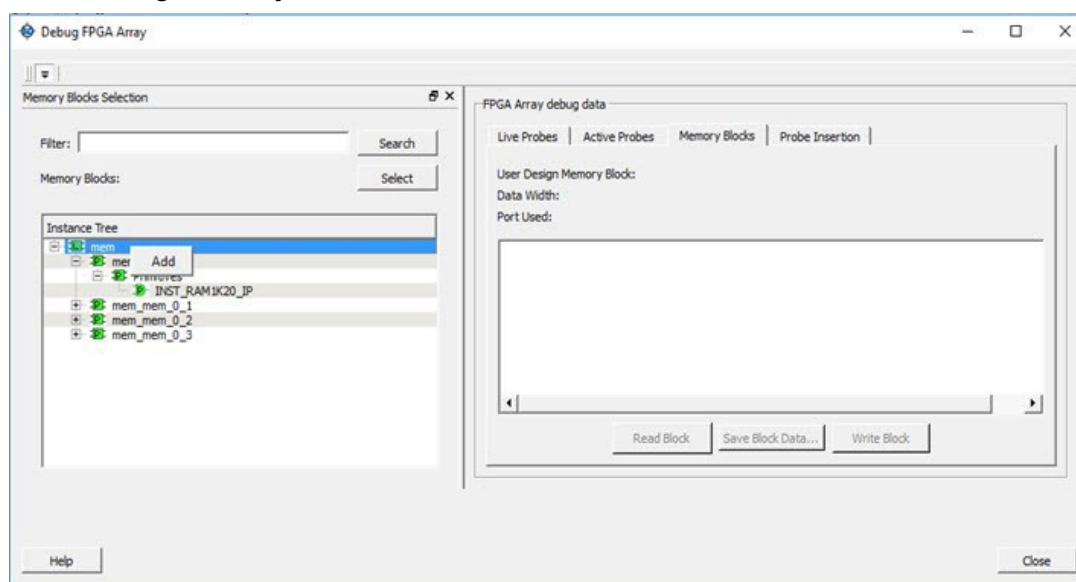 Debug FPGA Array
Memory Blocks Selection
Filter:
Search
Memory Blocks:
Select
Instance Tree
mem
Add
Primitives
INST_RAM1K20_IP
mem_mem_0_1
mem_mem_0_2
mem_mem_0_3
FPGA Array debug data
Live Probes Active Probes Memory Blocks Probe Insertion
User Design Memory Block:
Data Width:
Port Used:
Read Block Save Block Data... Write Block
Help
Close